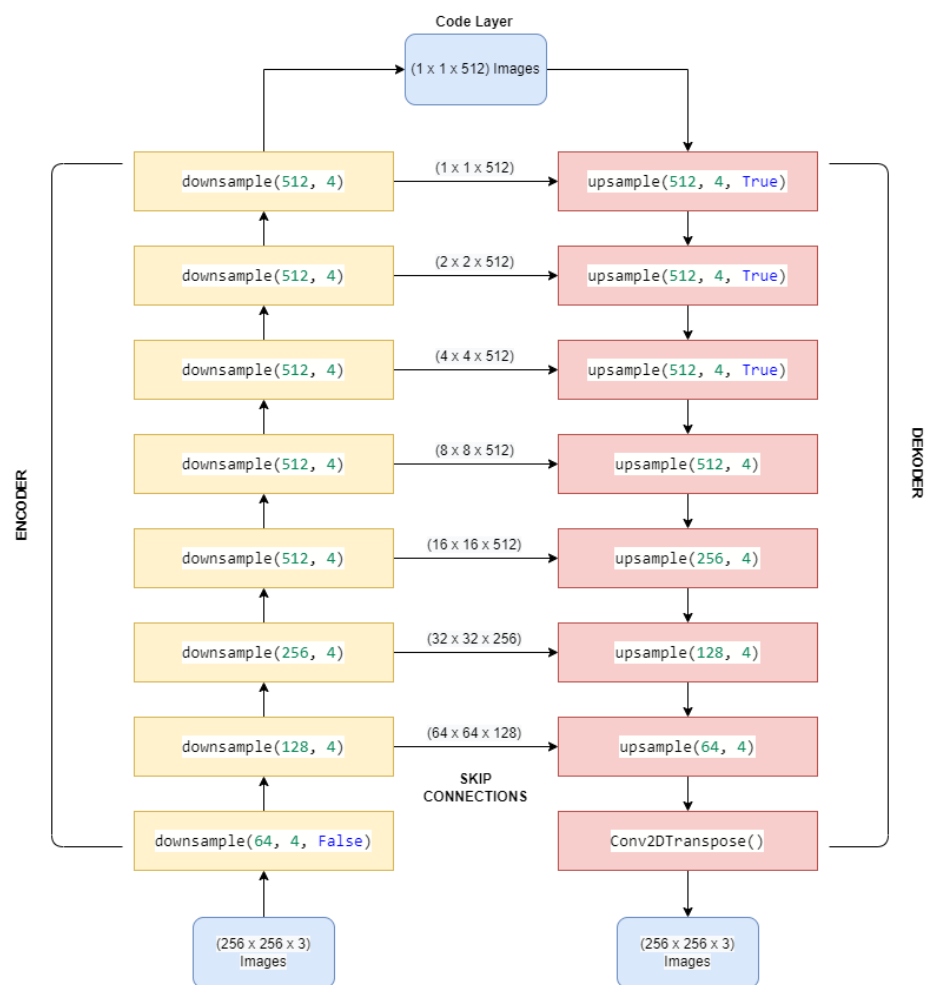 Code Layer
(1 x 1 x 512) Images
downsample(512, 4)
(1 x 1 x 512)
upsample(512, 4, True)
downsample(512, 4)
(2 x 2 x 512)
upsample(512, 4, True)
downsample(512, 4)
(4 x 4 x 512)
upsample(512, 4, True)
downsample(512, 4)
(8 x 8 x 512)
upsample(512, 4)
ENCODER
DEKODER
downsample(512, 4)
(16 x 16 x 512)
upsample(256, 4)
downsample(256, 4)
(32 x 32 x 256)
upsample(128, 4)
downsample(128, 4)
(64 x 64 x 128)
upsample(64, 4)
SKIP
CONNECTIONS
downsample(64, 4, False)
Conv2DTranspose()
(256 x 256 x 3)
Images
(256 x 256 x 3)
Images